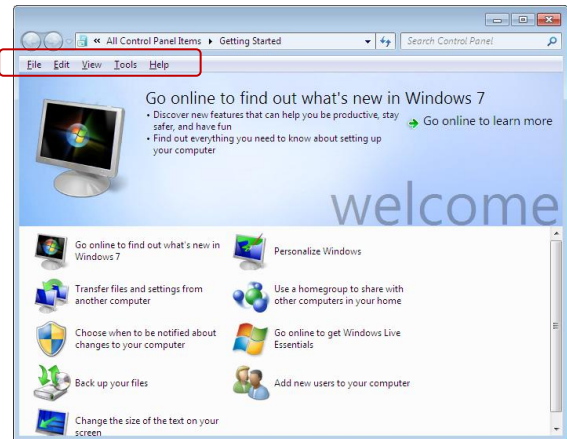 « All Control Panel Items ▸ Getting Started
Search Control Panel
File Edit View Tools Help
Go online to find out what's new in Windows 7
• Discover new features that can help you be productive, stay
safer, and have fun
• Find out everything you need to know about setting up
your computer
Go online to learn more
welcome
Go online to find out what's new in
Windows 7
Personalize Windows
Transfer files and settings from
another computer
Use a homegroup to share with
other computers in your home
Choose when to be notified about
changes to your computer
Go online to get Windows Live
Essentials
Back up your files
Add new users to your computer
Change the size of the text on your
screen